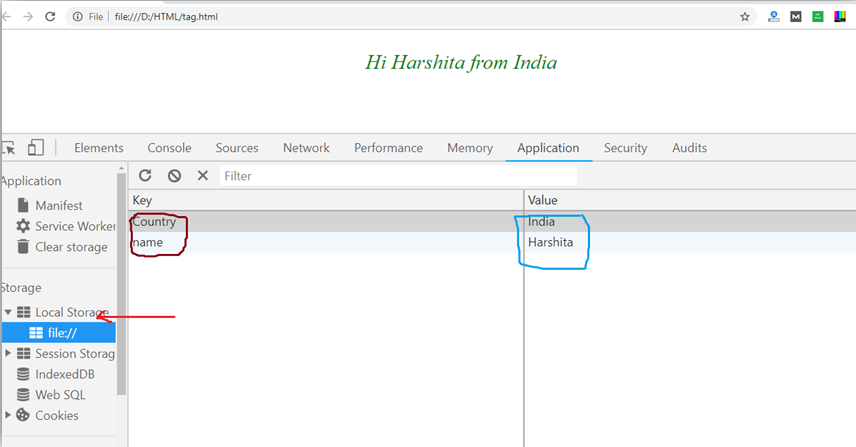 File | file:///D:/HTML/tag.html
Hi Harshita from India
Elements Console Sources Network Performance Memory Application Security Audits
Application
Manifest
Service Worker
Clear storage
Storage
Local Storage
file://
Session Storag
IndexedDB
Web SQL
Cookies
Filter
Key Value
Country India
name Harshita